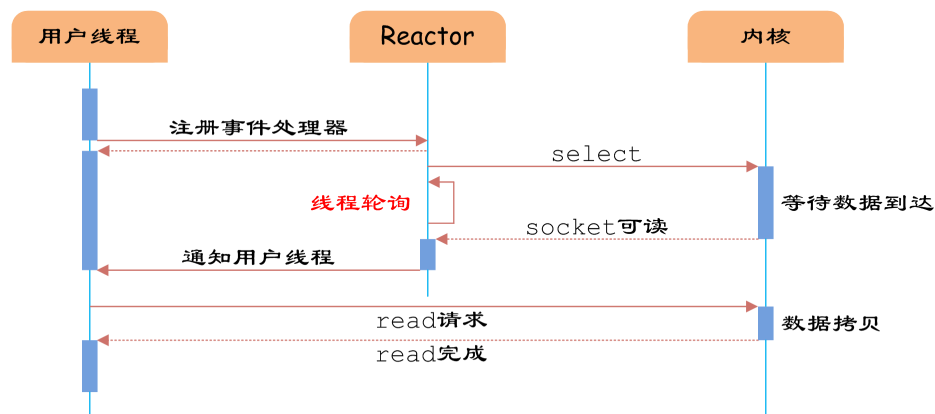 用户线程
Reactor
内核
注册事件处理器
select
线程轮询
等待数据到达
socket可读
通知用户线程
read请求
数据拷贝
read完成